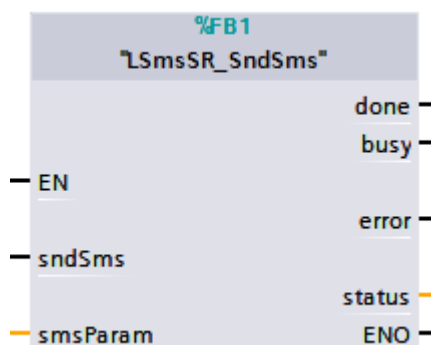 %FB1
"LSmsSR_SndSms"
done
busy
EN
error
sndSms
status
smsParam ENO